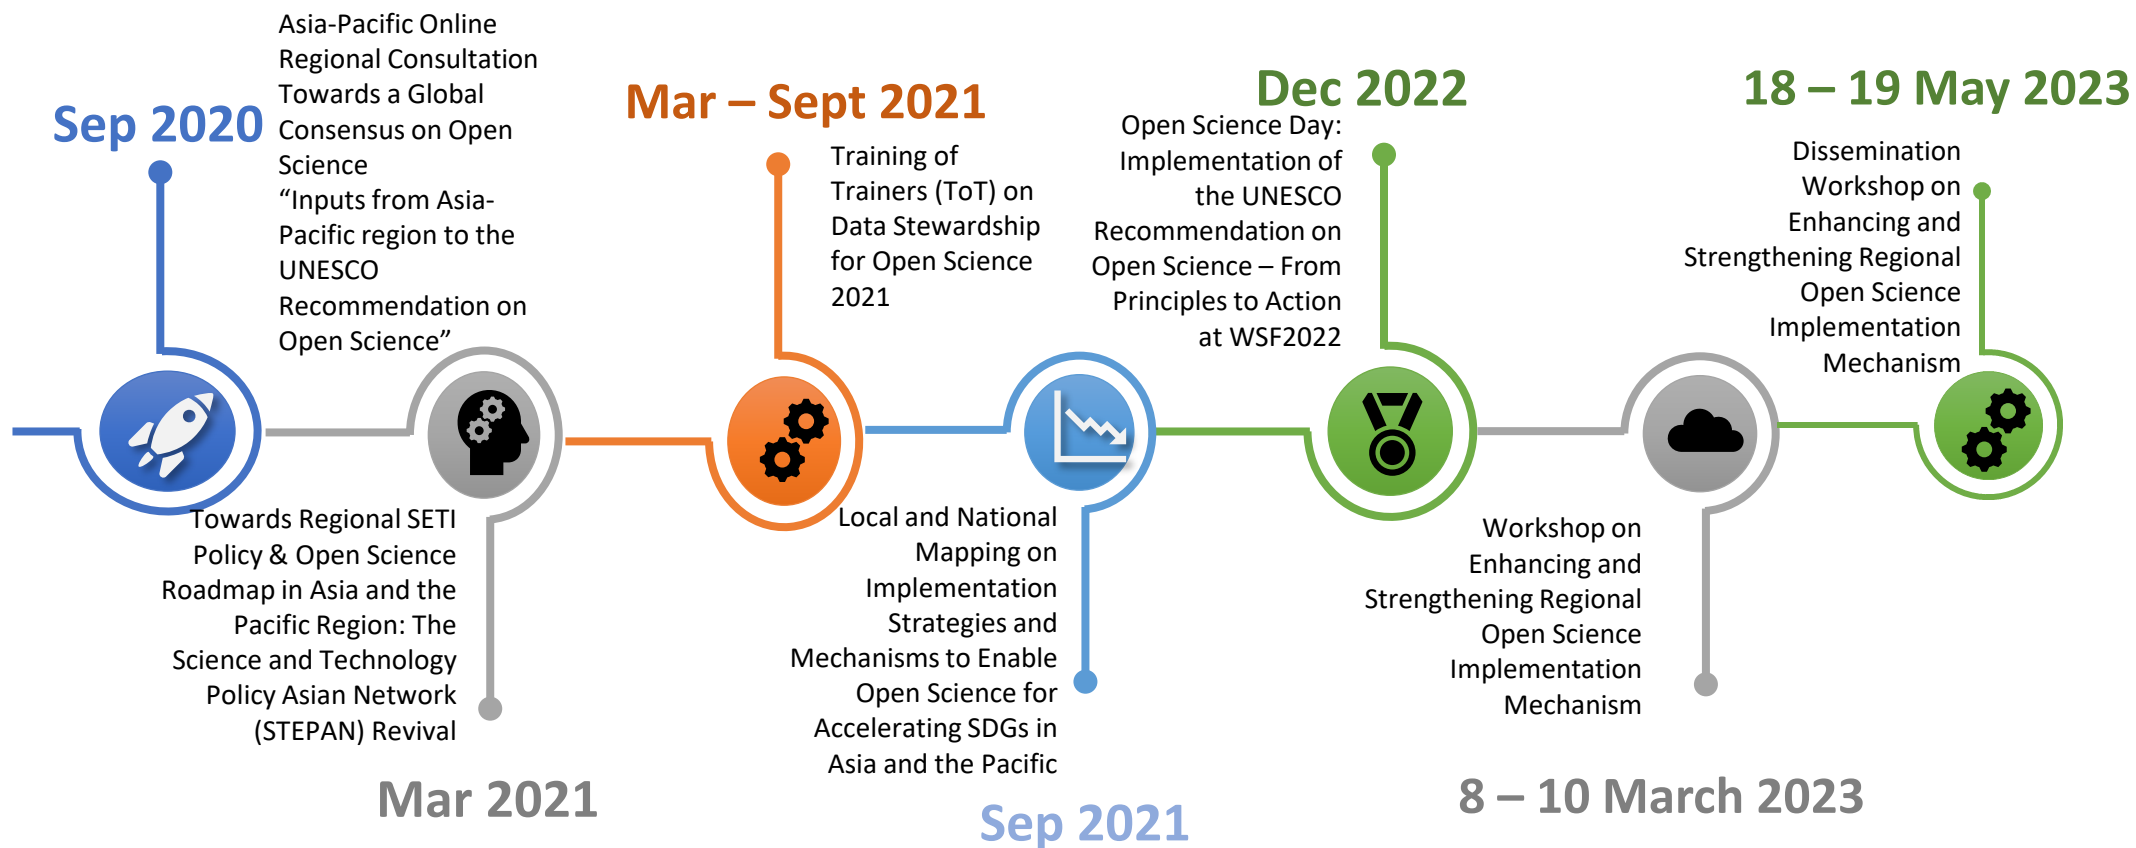 Sep 2020
Asia-Pacific Online
Regional Consultation
Towards a Global
Consensus on Open
Science
“Inputs from Asia-
Pacific region to the
UNESCO
Recommendation on
Open Science”
Towards Regional SETI
Policy & Open Science
Roadmap in Asia and the
Pacific Region: The
Science and Technology
Policy Asian Network
(STEPAN) Revival
Mar 2021
Mar – Sept 2021
Training of
Trainers (ToT) on
Data Stewardship
for Open Science
2021
Local and National
Mapping on
Implementation
Strategies and
Mechanisms to Enable
Open Science for
Accelerating SDGs in
Asia and the Pacific
Sep 2021
Dec 2022
Open Science Day:
Implementation of
the UNESCO
Recommendation on
Open Science – From
Principles to Action
at WSF2022
Workshop on
Enhancing and
Strengthening Regional
Open Science
Implementation
Mechanism
8 – 10 March 2023
18 – 19 May 2023
Dissemination
Workshop on
Enhancing and
Strengthening Regional
Open Science
Implementation
Mechanism